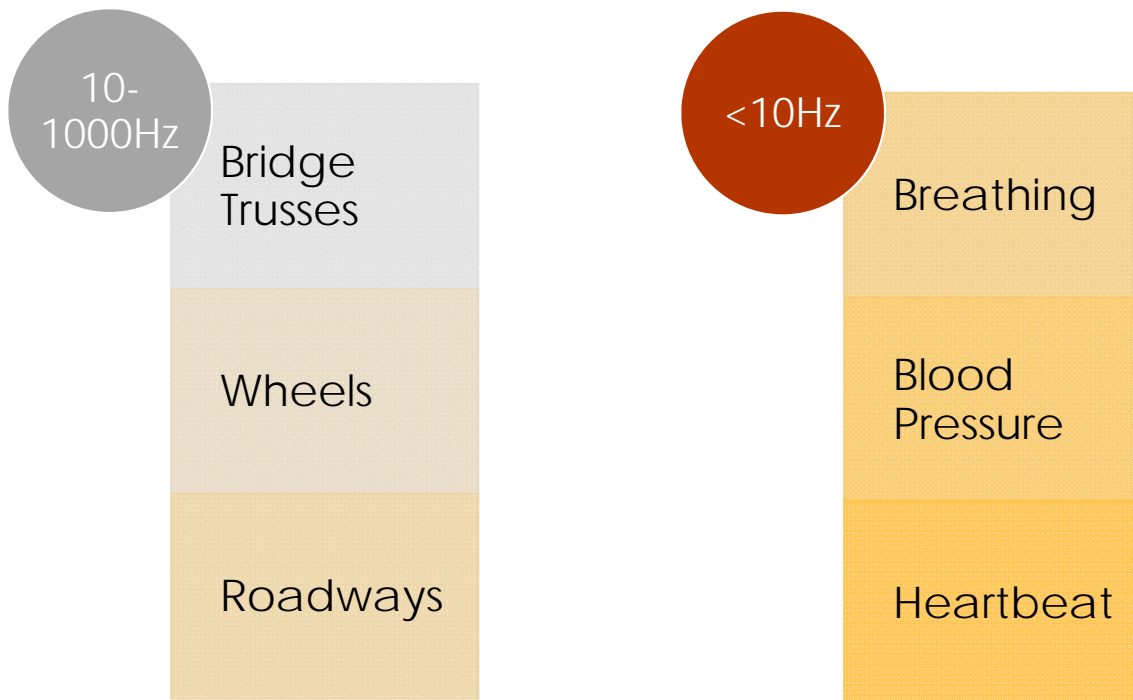 10-
1000Hz
Bridge
Trusses
Wheels
Roadways
<10Hz
Breathing
Blood
Pressure
Heartbeat